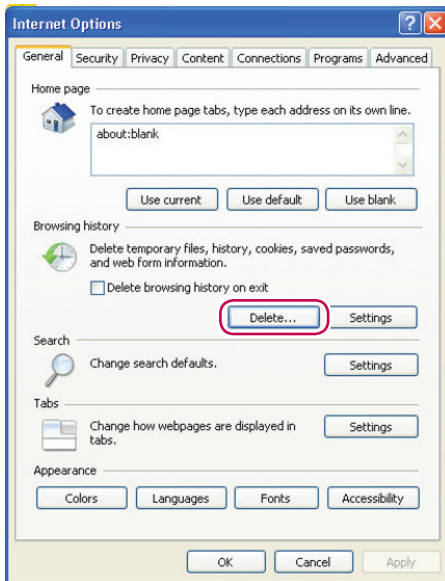 Internet Options
General Security Privacy Content Connections Programs Advanced
Home page
To create home page tabs, type each address on its own line.
about:blank
Use current Use default Use blank
Browsing history
Delete temporary files, history, cookies, saved passwords,
and web form information.
Delete browsing history on exit
Delete... Settings
Search
Change search defaults. Settings
Tabs
Change how webpages are displayed in
tabs.
Settings
Appearance
Colors Languages Fonts Accessibility
OK Cancel Apply